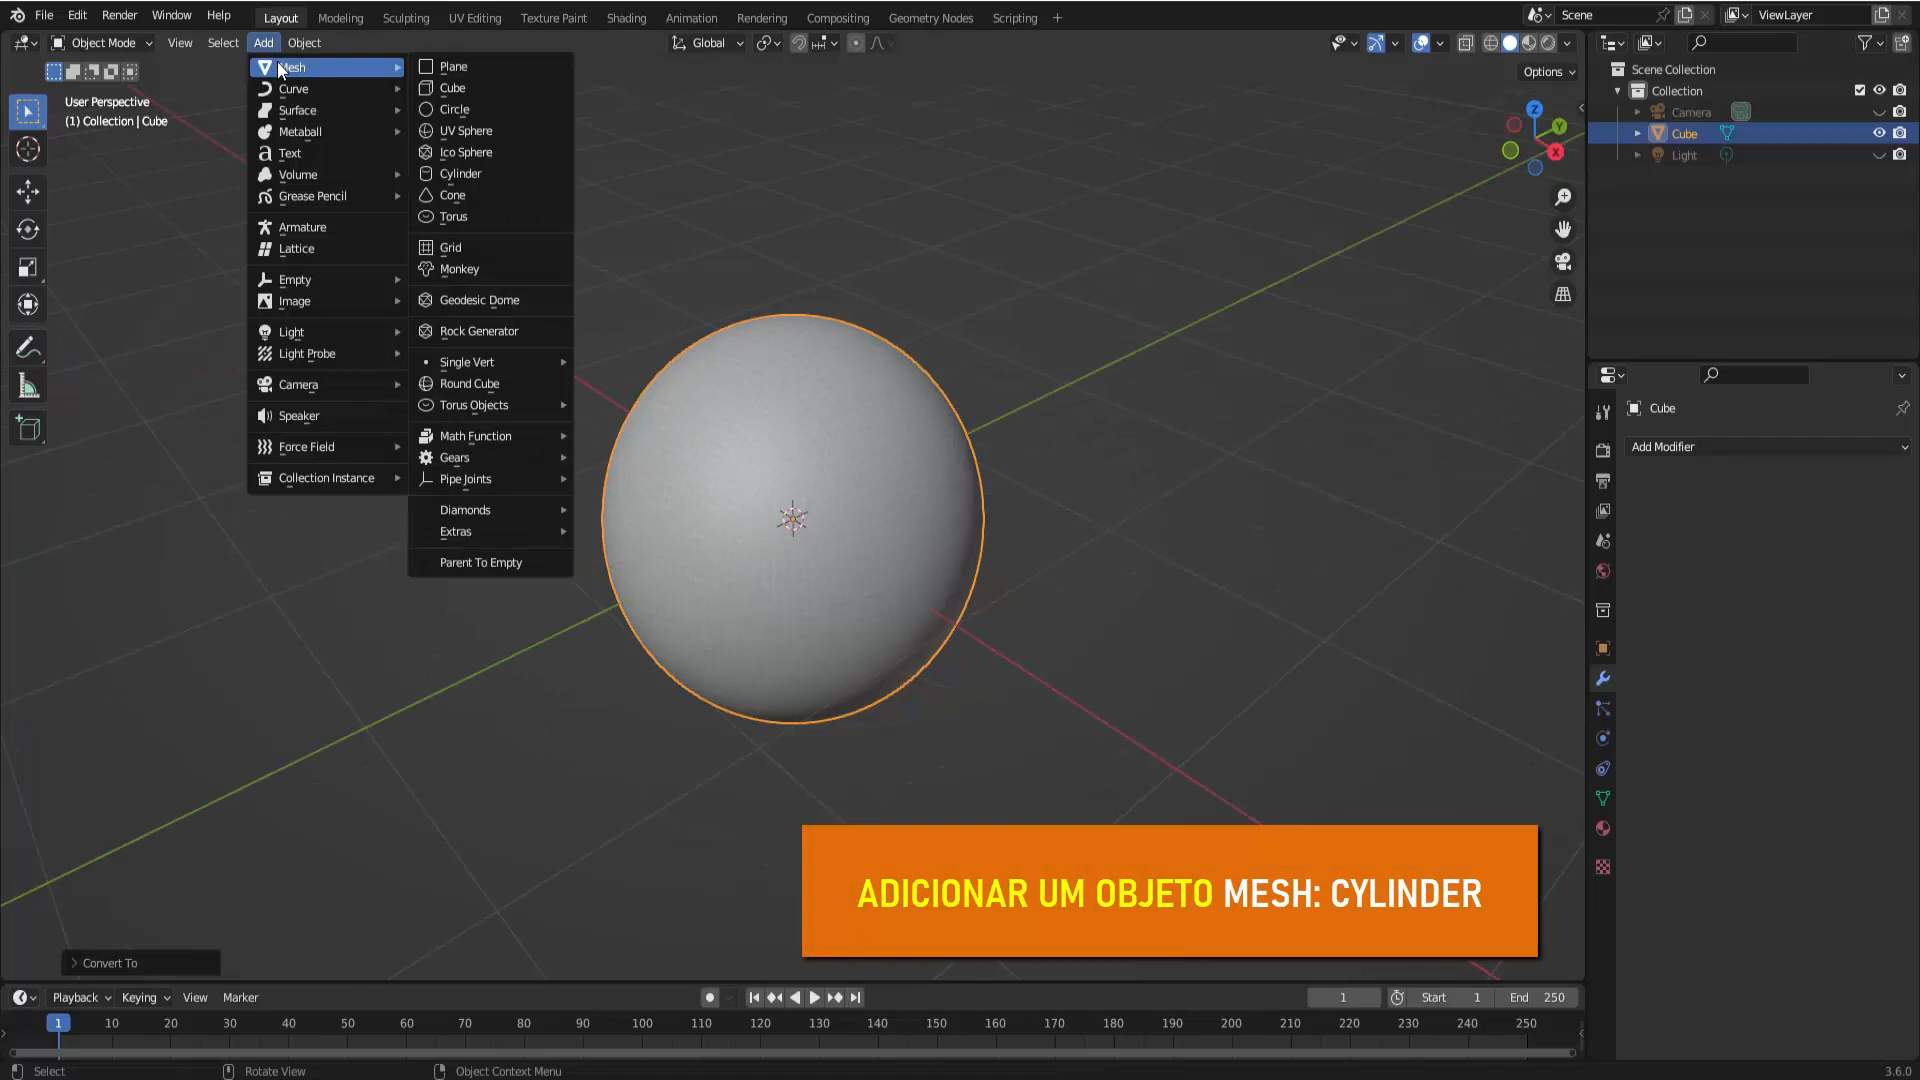 File Edit Render Window Help Layout Modeling Sculpting UV Editing Texture Paint Shading Animation Rendering Compositing Geometry Nodes Scripting + Scene ViewLayer
Object Mode View Select Add Object Global
Options
User Perspective
(1) Collection | Cube
Mesh
Curve
Surface
Metaball
Text
Volume
Grease Pencil
Armature
Lattice
Empty
Image
Light
Light Probe
Camera
Speaker
Force Field
Collection Instance
Plane
Cube
Circle
UV Sphere
Ico Sphere
Cylinder
Cone
Torus
Grid
Monkey
Geodesic Dome
Rock Generator
Single Vert
Round Cube
Torus Objects
Math Function
Gears
Pipe Joints
Diamonds
Extras
Parent To Empty
Z
Y
X
Scene Collection
Collection
Camera
Cube
Light
Cube
Add Modifier
ADICIONAR UM OBJETO MESH: CYLINDER
Convert To
Playback Keying View Marker 1 Start 1 End 250
1 10 20 30 40 50 60 70 80 90 100 110 120 130 140 150 160 170 180 190 200 210 220 230 240 250
Select Rotate View Object Context Menu 3.6.0